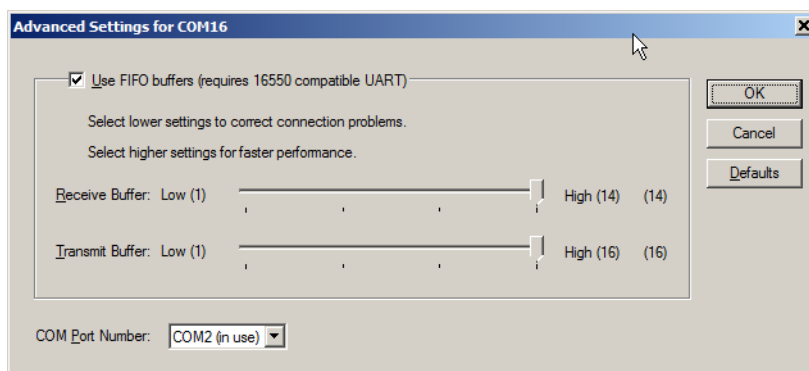 Advanced Settings for COM16
Use FIFO buffers (requires 16550 compatible UART)
OK
Select lower settings to correct connection problems.
Cancel
Select higher settings for faster performance.
Defaults
Receive Buffer: Low (1) High (14) (14)
Transmit Buffer: Low (1) High (16) (16)
COM Port Number: COM2 (in use)